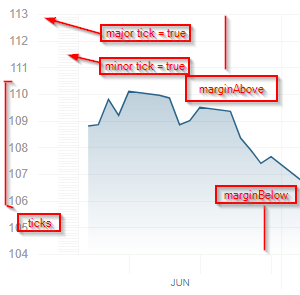 113
major tick = true
112
minor tick = true
111
marginAbove
110
109
108
107
marginBelow
106
105
ticks
104
JUN